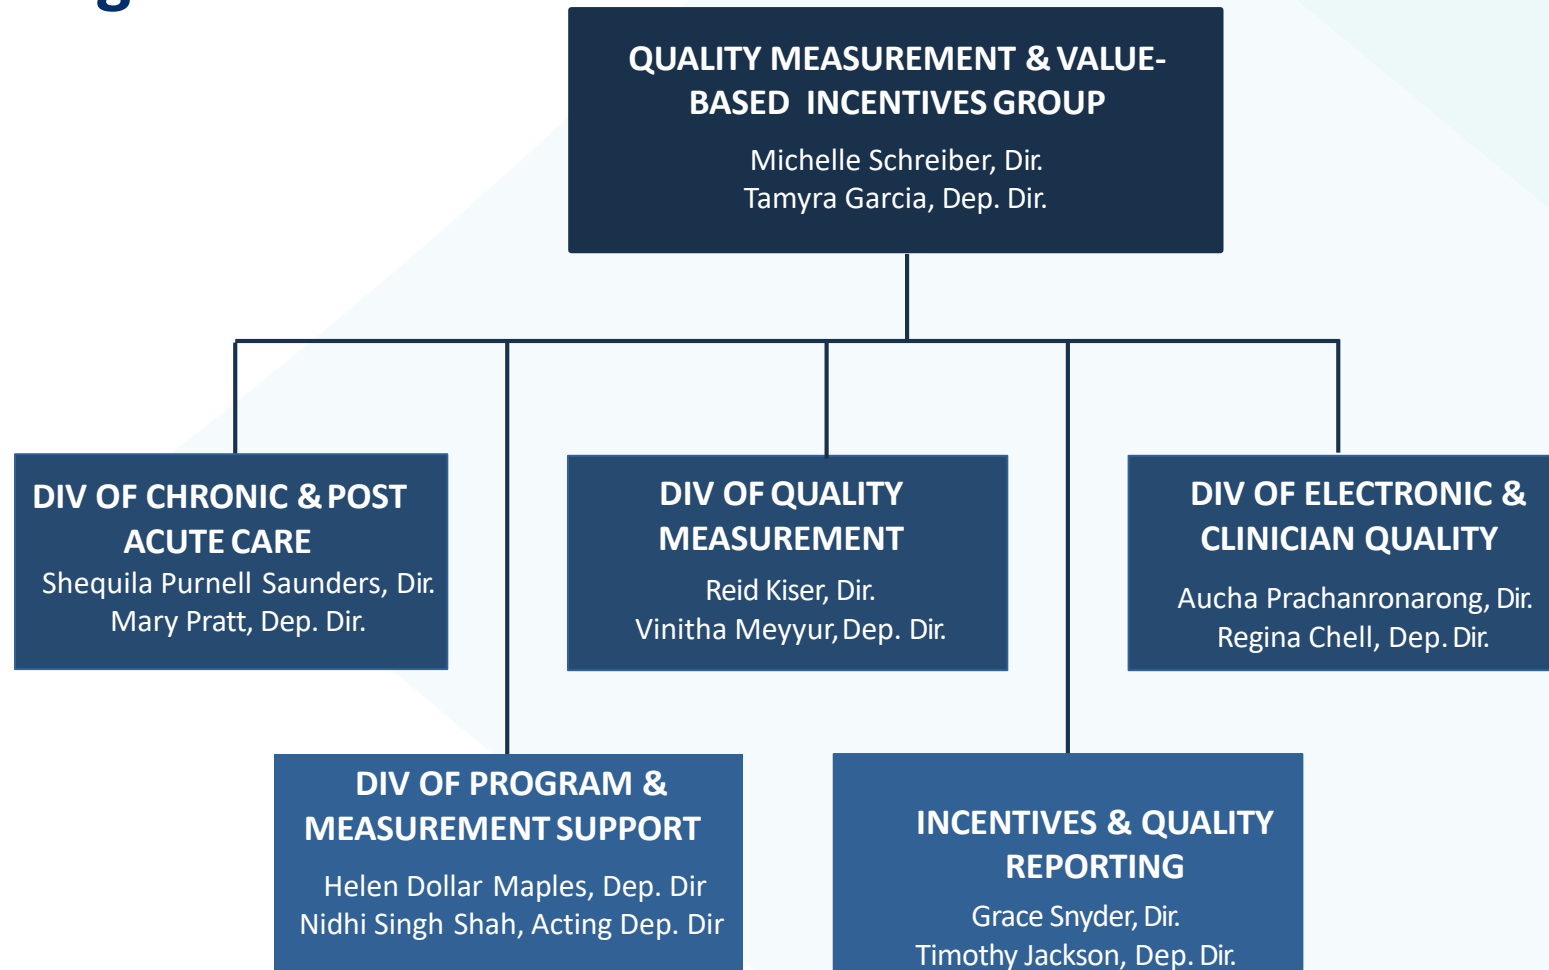 g
QUALITY MEASUREMENT & VALUE-
BASED INCENTIVES GROUP
Michelle Schreiber, Dir.
Tamyra Garcia, Dep. Dir.
DIV OF CHRONIC & POST
ACUTE CARE
Shequila Purnell Saunders, Dir.
Mary Pratt, Dep. Dir.
DIV OF QUALITY
MEASUREMENT
Reid Kiser, Dir.
Vinitha Meyyur, Dep. Dir.
DIV OF ELECTRONIC &
CLINICIAN QUALITY
Aucha Prachanronarong, Dir.
Regina Chell, Dep. Dir.
DIV OF PROGRAM &
MEASUREMENT SUPPORT
Helen Dollar Maples, Dep. Dir
Nidhi Singh Shah, Acting Dep. Dir
INCENTIVES & QUALITY
REPORTING
Grace Snyder, Dir.
Timothy Jackson, Dep. Dir.